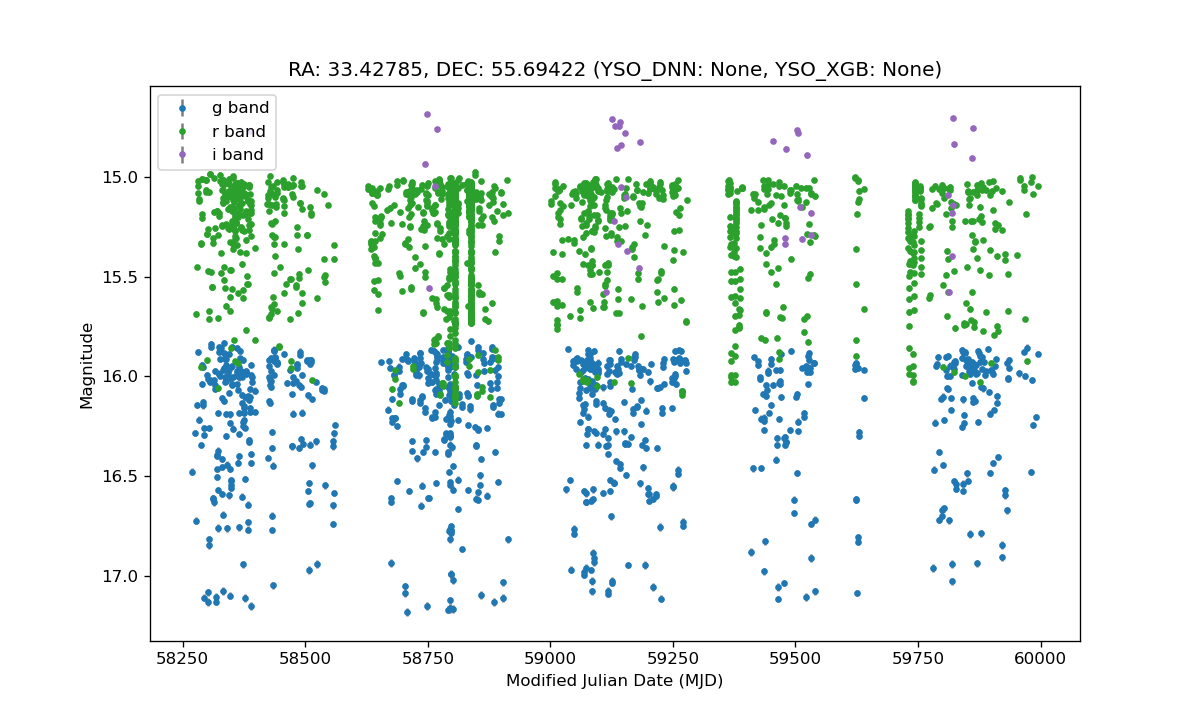 RA: 33.42785, DEC: 55.69422 (YSO_DNN: None, YSO_XGB: None)
g band
r band
i band
15.0
15.5
16.0
16.5
17.0
Magnitude
58250 58500 58750 59000 59250 59500 59750 60000
Modified Julian Date (MJD)